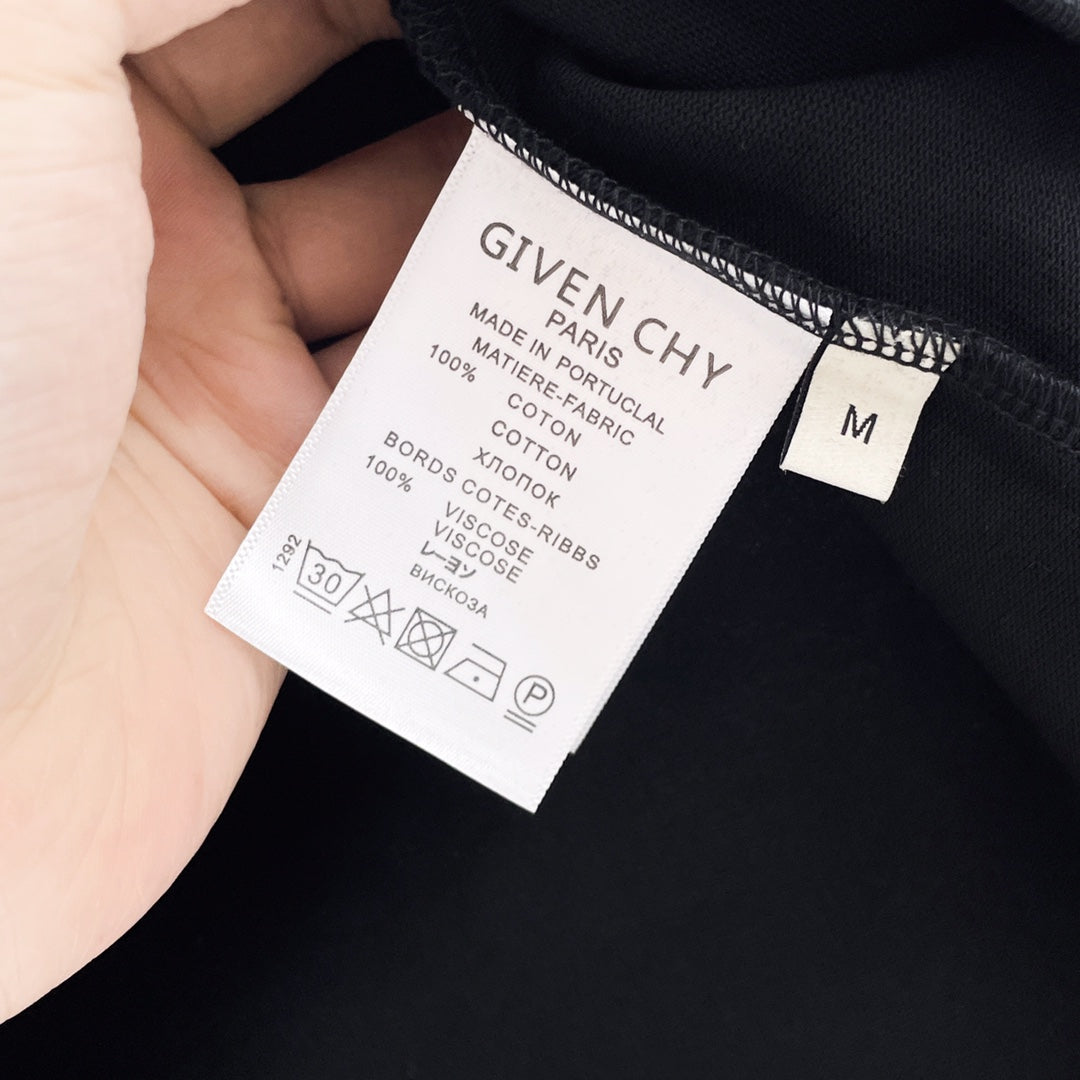 GIVEN CHY
PARIS
MADE IN PORTUCLAL
MATIERE-FABRIC
100%
COTON
COTTON
ХЛОПОК
BORDS COTES-RIBBS
100%
VISCOSE
VISCOSE
レーヨン
ВИСКОЗА
1292
30
P
M